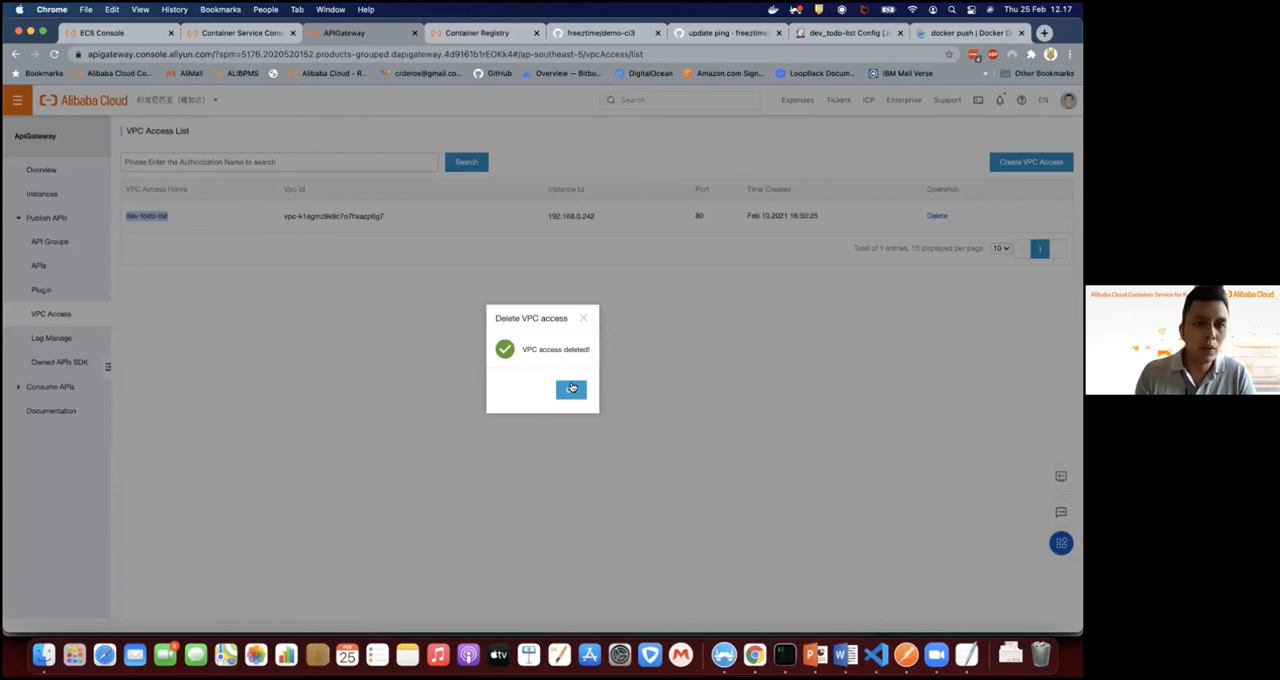 Chrome File Edit View History Bookmarks People Tab Window Help Thu 25 Feb 12.17
ECS Console Container Service Con: APIGateway Container Registry freeztime/demo-ci3 update ping · freeztime dev_todo-list Config [J docker push | Docker D
apigateway.console.aliyun.com/?spm=5176.2020520152.products-grouped.dapigateway.4d9161b1rEOKk4#/ap-southeast-5/vpcAccess/list
Bookmarks Alibaba Cloud Co... AliMail ALIBPMS Alibaba Cloud - R... crderos@gmail.co... GitHub Overview — Bitbu... DigitalOcean Amazon.com Sign... LoopBack Docum... IBM Mail Verse » Other Bookmarks
Alibaba Cloud Search Expenses Tickets ICP Enterprise Support EN
ApiGateway
VPC Access List
Please Enter the Authorization Name to search Search Create VPC Access
VPC Access Name Vpc Id Instance Id Port Time Created Operation
dev-todo-list 192.168.0.242 80 Feb 10,2021 16:50:25 Delete
Total of 1 entries, 10 displayed per page 10 1
Overview
Instances
Publish APIs
API Groups
APIs
Plugin
VPC Access
Log Manage
Owned APIs SDK
Consume APIs
Documentation
Delete VPC access
VPC access deleted!
Alibaba Cloud Container Service for Alibaba Cloud
25